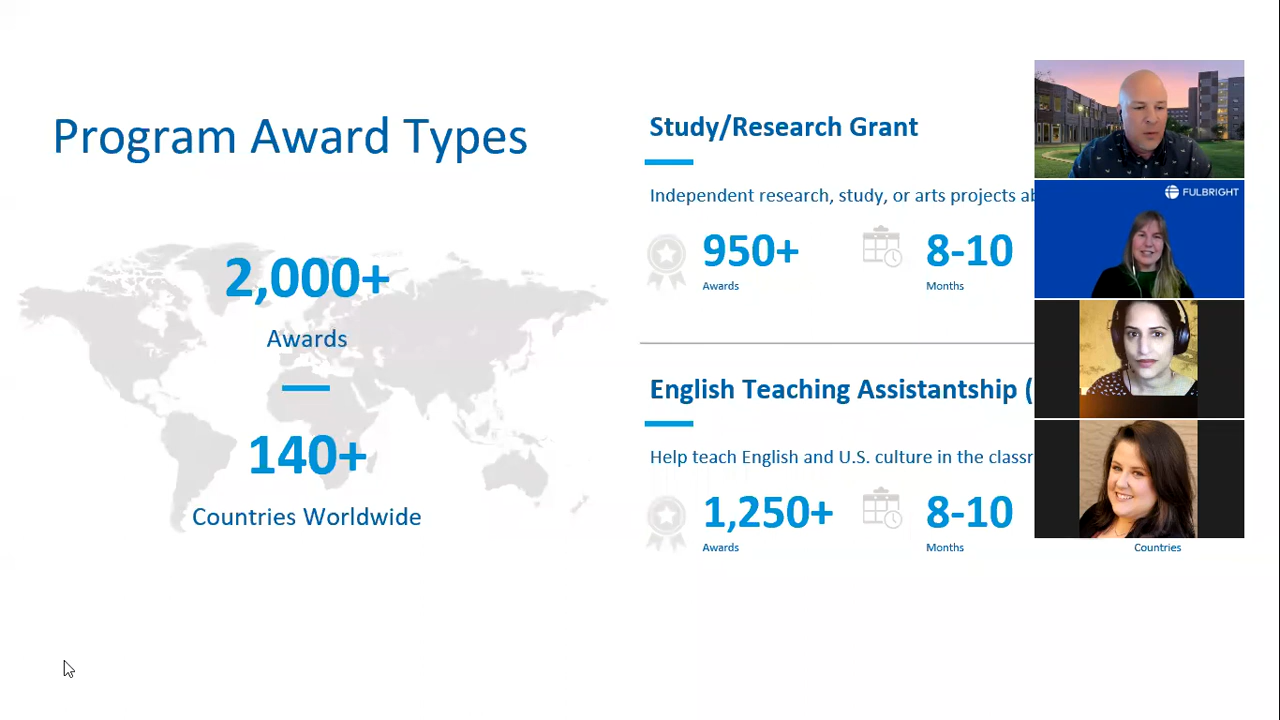 Program Award Types
2,000+
Awards
140+
Countries Worldwide
Study/Research Grant
Independent research, study, or arts projects
950+
Awards
8-10
Months
English Teaching Assistantship (
Help teach English and U.S. culture in the
1,250+
Awards
8-10
Months
Countries
FULBRIGHT